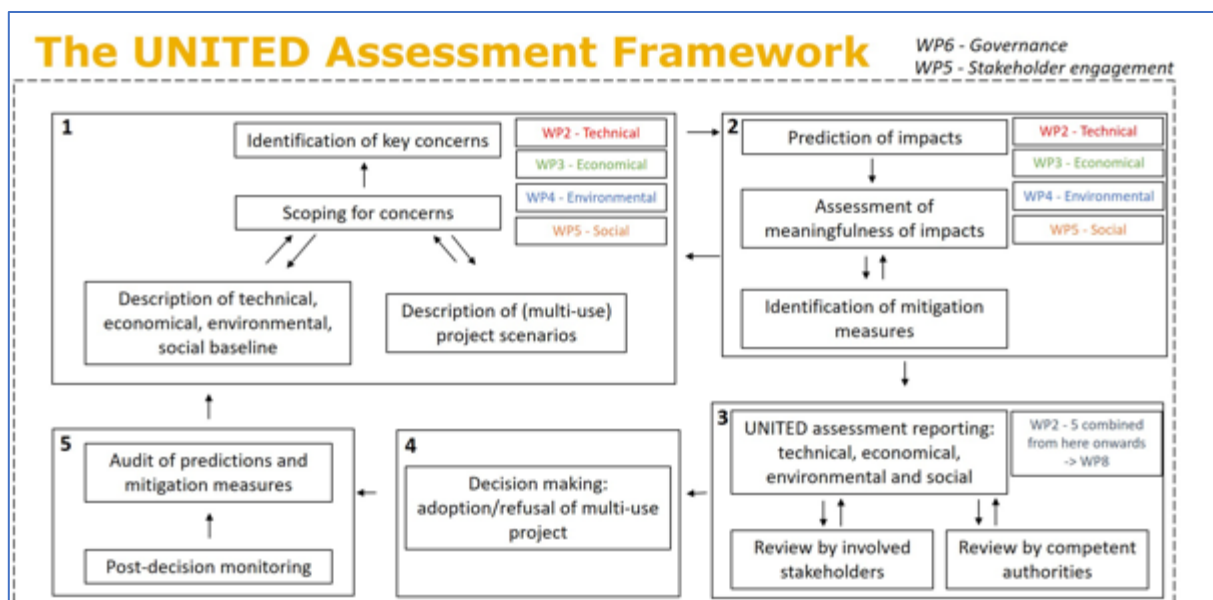 The UNITED Assessment Framework
WP6 - Governance
WP5 - Stakeholder engagement
1
Identification of key concerns
WP2 - Technical
WP3 - Economical
WP4 - Environmental
WP5 - Social
Scoping for concerns
Description of technical,
economical, environmental,
social baseline
Description of (multi-use)
project scenarios
2
Prediction of impacts
WP2 - Technical
WP3 - Economical
WP4 - Environmental
WP5 - Social
Assessment of
meaningfulness of impacts
Identification of mitigation
measures
3
UNITED assessment reporting:
technical, economical,
environmental and social
WP2 - 5 combined
from here onwards
-> WP8
Review by involved
stakeholders
Review by competent
authorities
4
Decision making:
adoption/refusal of multi-use
project
5
Audit of predictions and
mitigation measures
Post-decision monitoring